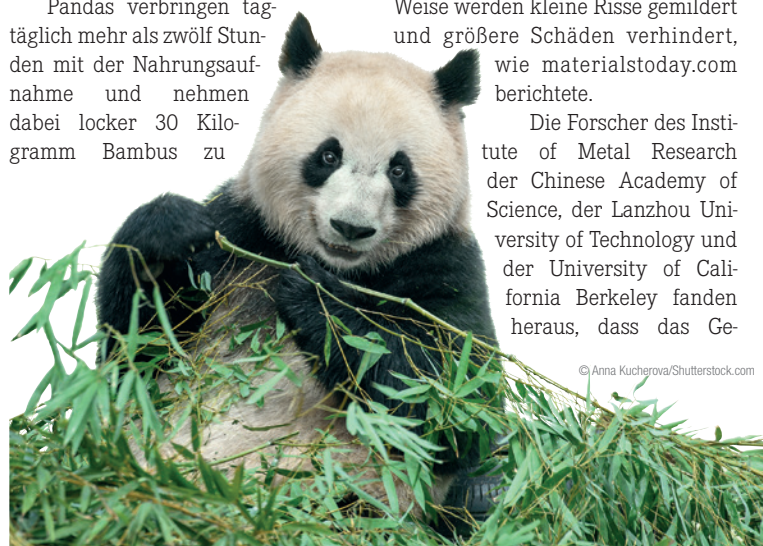 Pandas verbringen tag-
täglich mehr als zwölf Stun-
den mit der Nahrungsauf-
nahme und nehmen
dabei locker 30 Kilo-
gramm Bambus zu
Weise werden kleine Risse gemildert
und größere Schäden verhindert,
wie materialstoday.com
berichtete.
Die Forscher des Insti-
tute of Metal Research
der Chinese Academy of
Science, der Lanzhou Uni-
versity of Technology und
der University of Cali-
fornia Berkeley fanden
heraus, dass das Ge-
© Anna Kucherova/Shutterstock.com